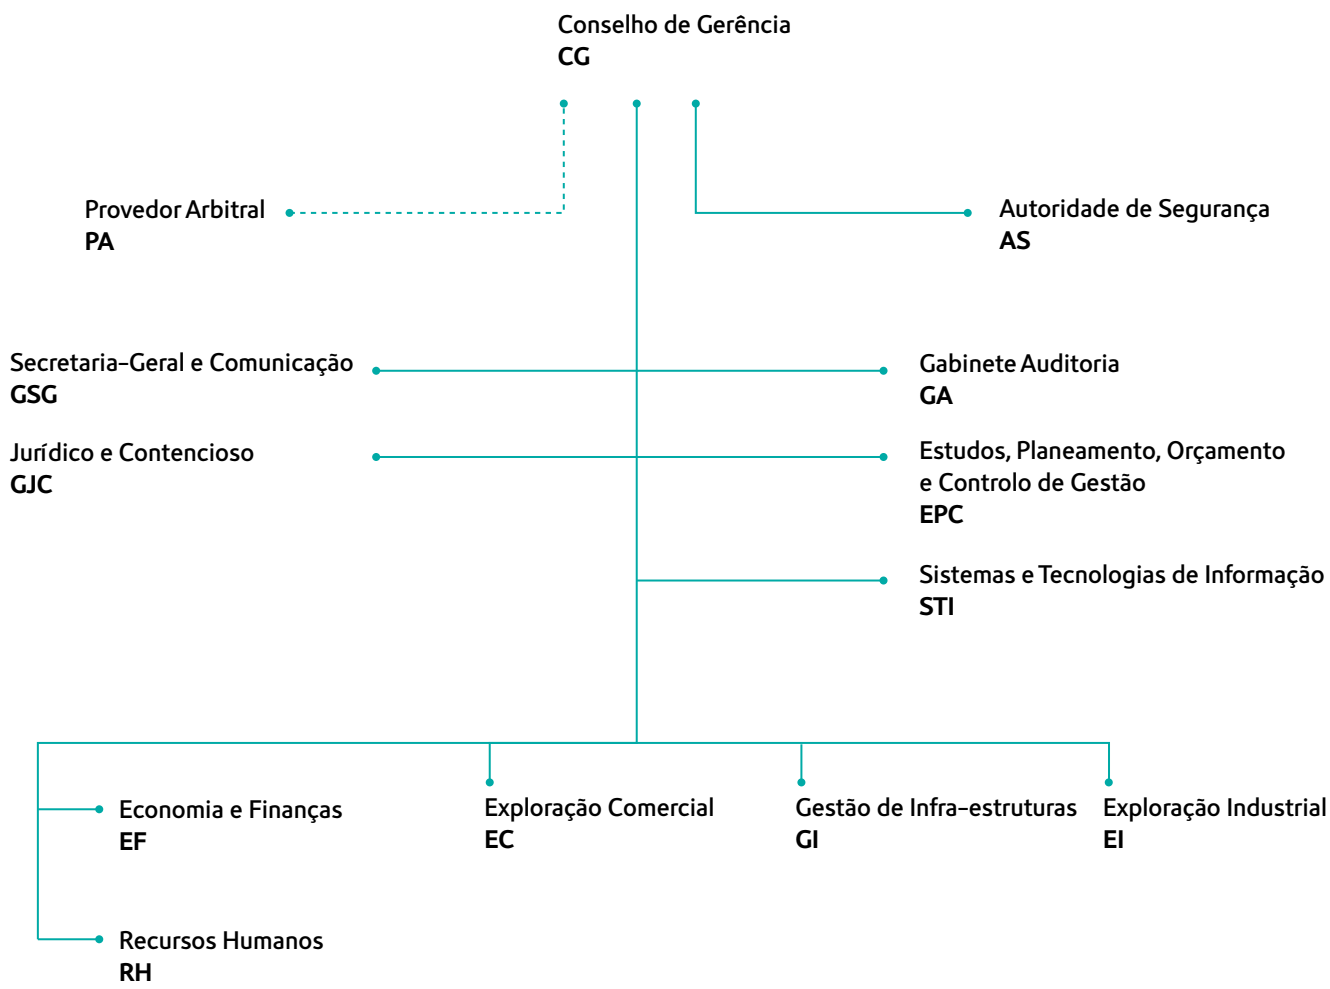 Conselho de Gerência
CG
Provedor Arbitral
PA
Autoridade de Segurança
AS
Secretaria-Geral e Comunicação
GSG
Gabinete Auditoria
GA
Jurídico e Contencioso
GJC
Estudos, Planeamento, Orçamento
e Controlo de Gestão
EPC
Sistemas e Tecnologias de Informação
STI
Economia e Finanças
EF
Exploração Comercial
EC
Gestão de Infra-estruturas
GI
Exploração Industrial
EI
Recursos Humanos
RH